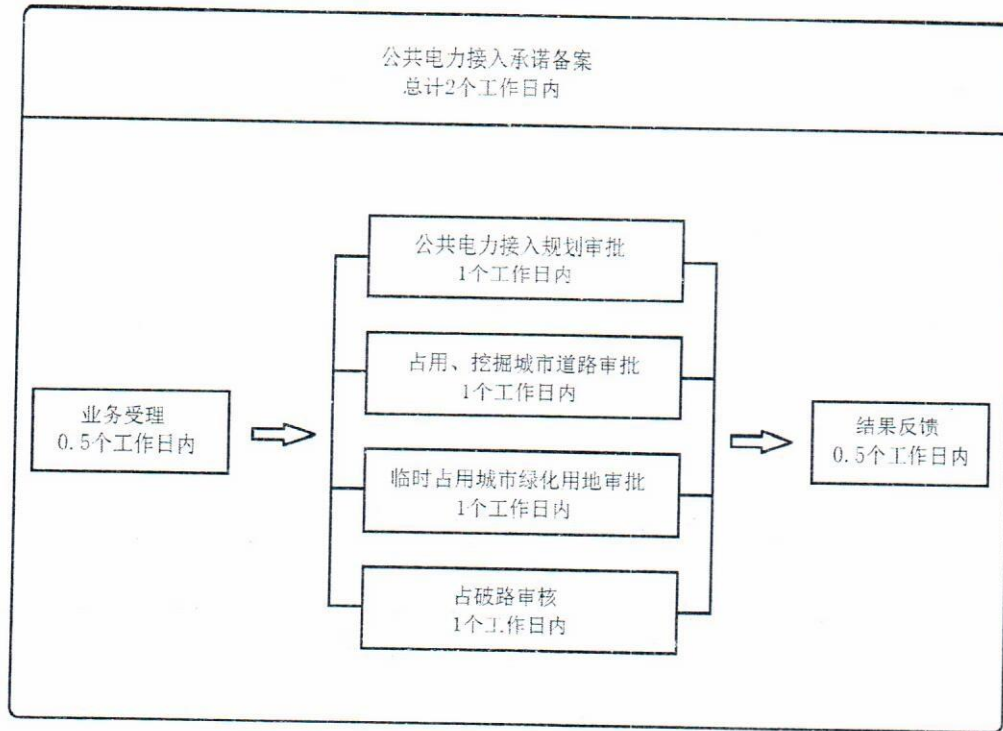 公共电力接入承诺备案
总计2个工作日内
业务受理
0.5个工作日内
公共电力接入规划审批
1个工作日内
占用、挖掘城市道路审批
1个工作日内
临时占用城市绿化用地审批
1个工作日内
占破路审核
1个工作日内
结果反馈
0.5个工作日内